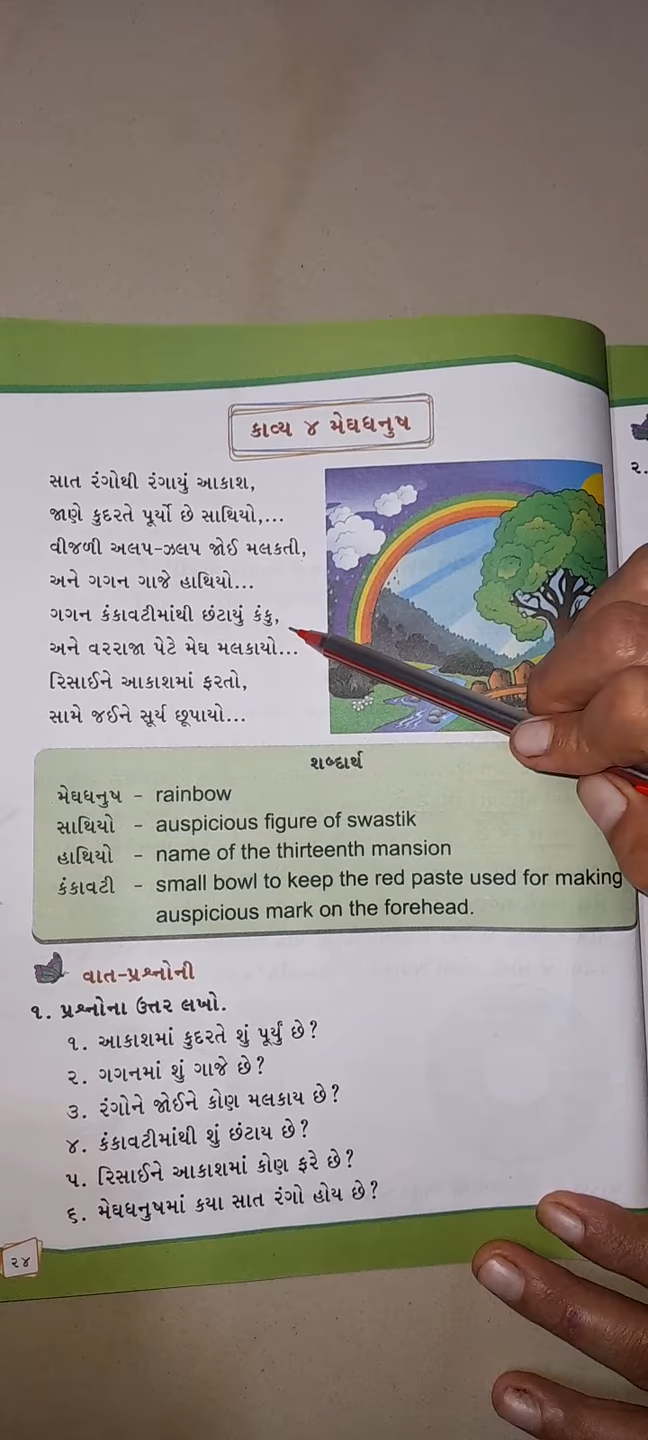 કાવ્ય ૪ મેઘધનુષ
સાત રંગોથી રંગાયું આકાશ,
જાણે કુદરતે પૂર્યો છે સાથિયો,...
વીજળી અલપ-ઝલપ જોઈ મલકતી,
અને ગગન ગાજે હાથિયો...
ગગન કંકાવટીમાંથી છંટાયું કંકુ,
અને વરરાજા પેટે મેઘ મલકાયો...
રિસાઈને આકાશમાં ફરતો,
સામે જઈને સૂર્ય છૂપાયો...
શબ્દાર્થ
મેઘધનુષ – rainbow
સાથિયો – auspicious figure of swastik
હાથિયો – name of the thirteenth mansion
કંકાવટી – small bowl to keep the red paste used for making
auspicious mark on the forehead.
વાત-પ્રશ્નોની
૧. પ્રશ્નોના ઉત્તર લખો.
૧. આકાશમાં કુદરતે શું પૂર્યું છે?
૨. ગગનમાં શું ગાજે છે?
૩. રંગોને જોઈને કોણ મલકાય છે?
૪. કંકાવટીમાંથી શું છંટાય છે?
૫. રિસાઈને આકાશમાં કોણ ફરે છે?
૬. મેઘધનુષમાં કયા સાત રંગો હોય છે?
૨૪
૨.